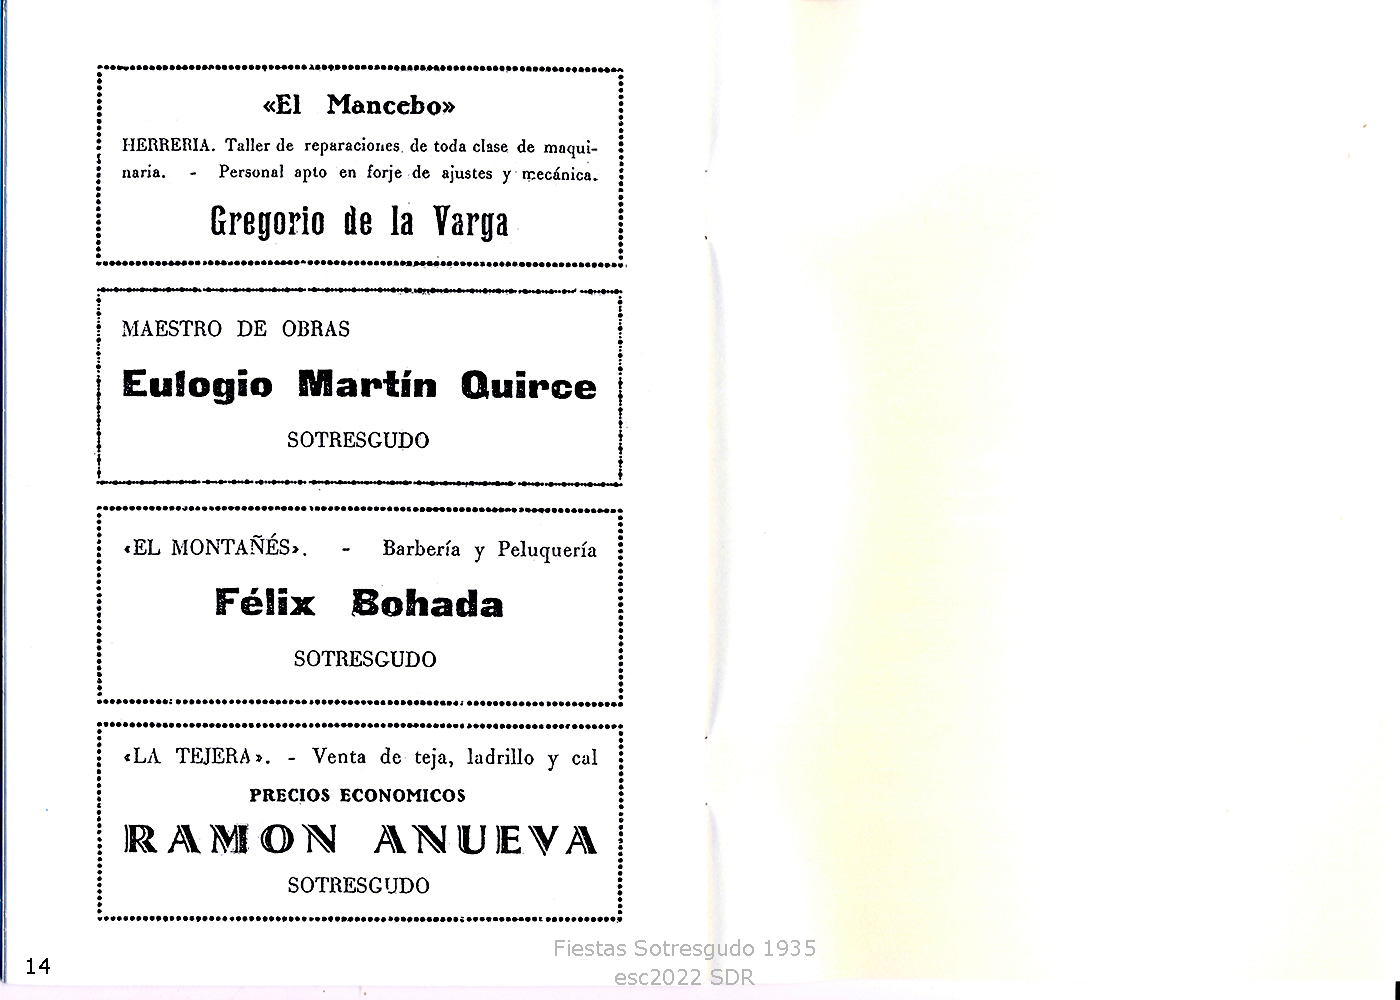 «El Mancebo»
HERRERIA. Taller de reparaciones de toda clase de maqui-
naria. - Personal apto en forje de ajustes y mecánica.
Gregorio de la Varga
MAESTRO DE OBRAS
Eulogio Martín Quirce
SOTRESGUDO
«EL MONTAÑÉS». - Barbería y Peluquería
Félix Bohada
SOTRESGUDO
«LA TEJERA». - Venta de teja, ladrillo y cal
PRECIOS ECONOMICOS
RAMON ANUEVA
SOTRESGUDO
14
Fiestas Sotresgudo 1935
esc2022 SDR